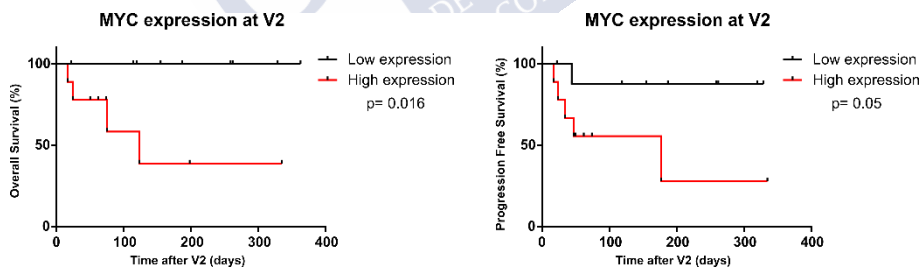 MYC expression at V2
Overall Survival (%)
100
50
0
0 100 200 300 400
Time after V2 (days)
Low expression
High expression
p= 0.016
MYC expression at V2
Progression Free Survival (%)
100
50
0
0 100 200 300 400
Time after V2 (days)
Low expression
High expression
p= 0.05
DE